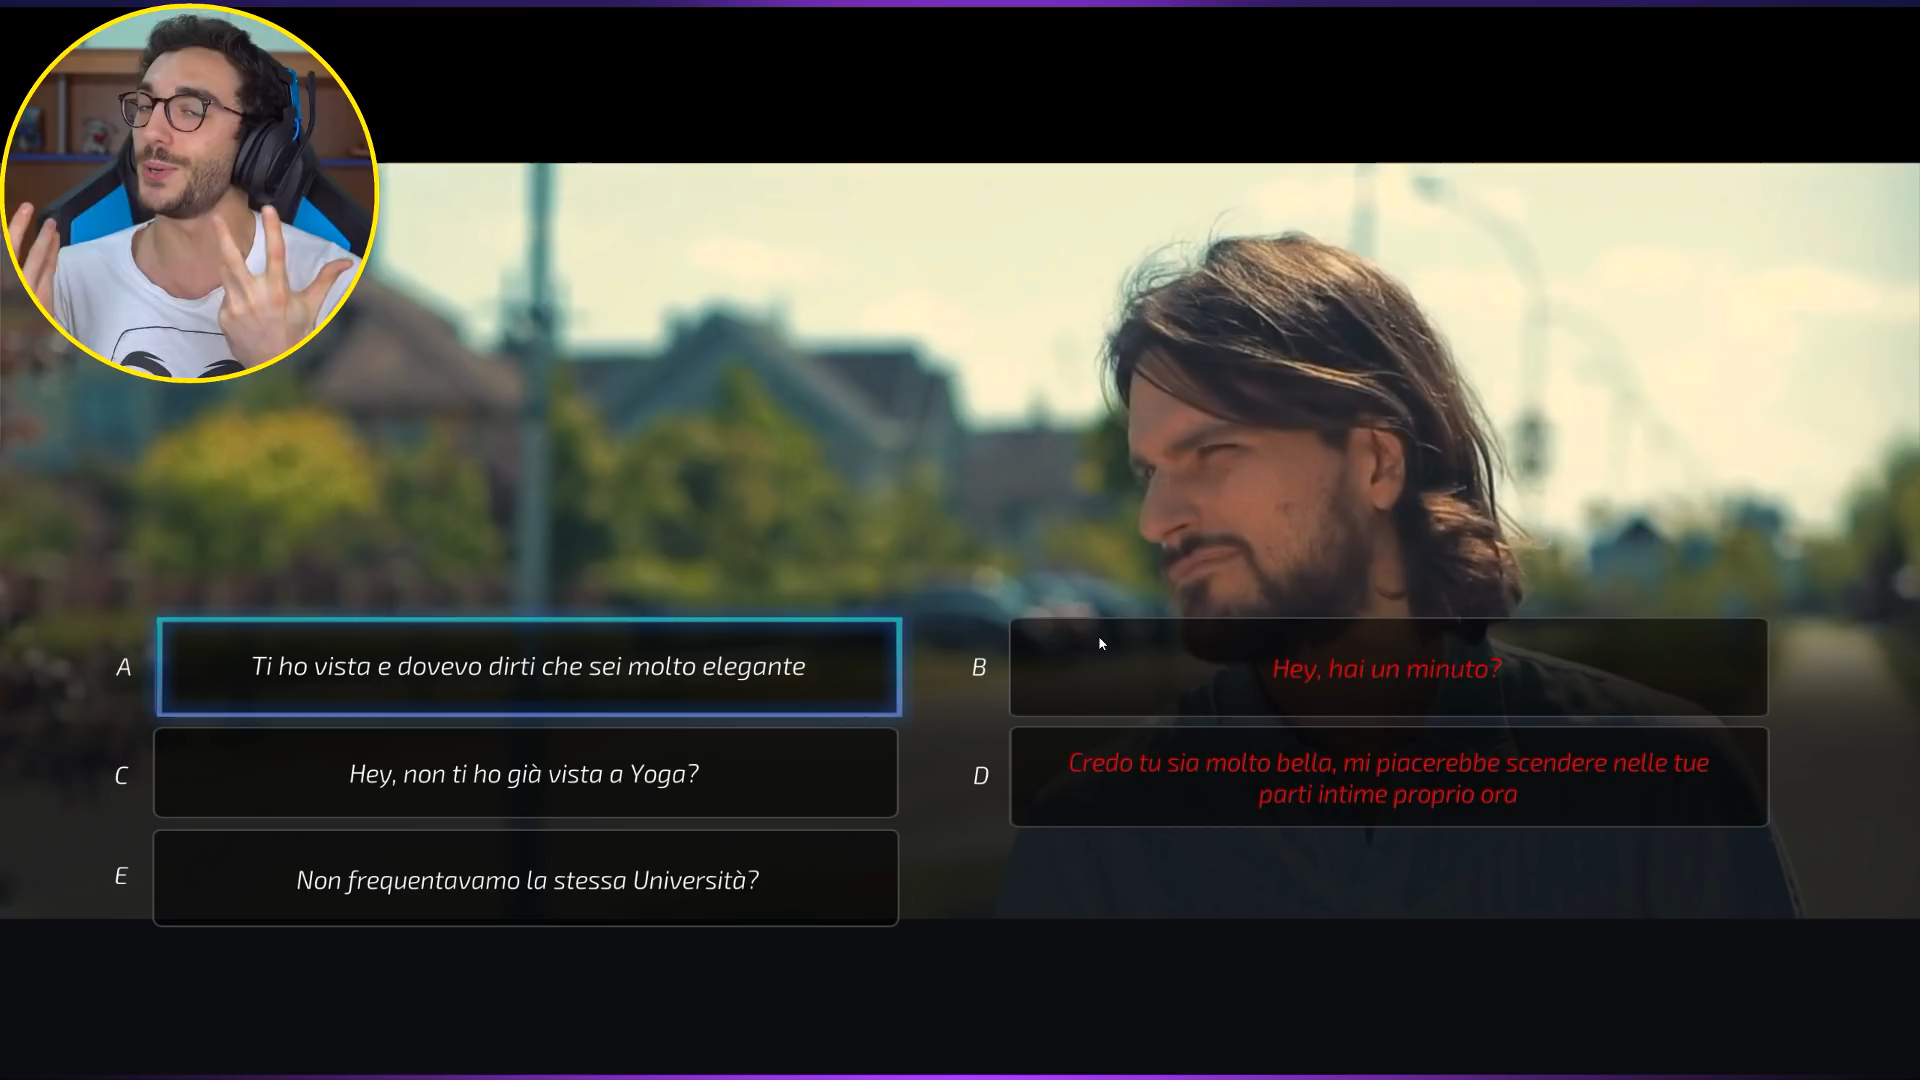 A
Ti ho vista e dovevo dirti che sei molto elegante
B
Hey, hai un minuto?
C
Hey, non ti ho già vista a Yoga?
D
Credo tu sia molto bella, mi piacerebbe scendere nelle tue
parti intime proprio ora
E
Non frequentavamo la stessa Università?